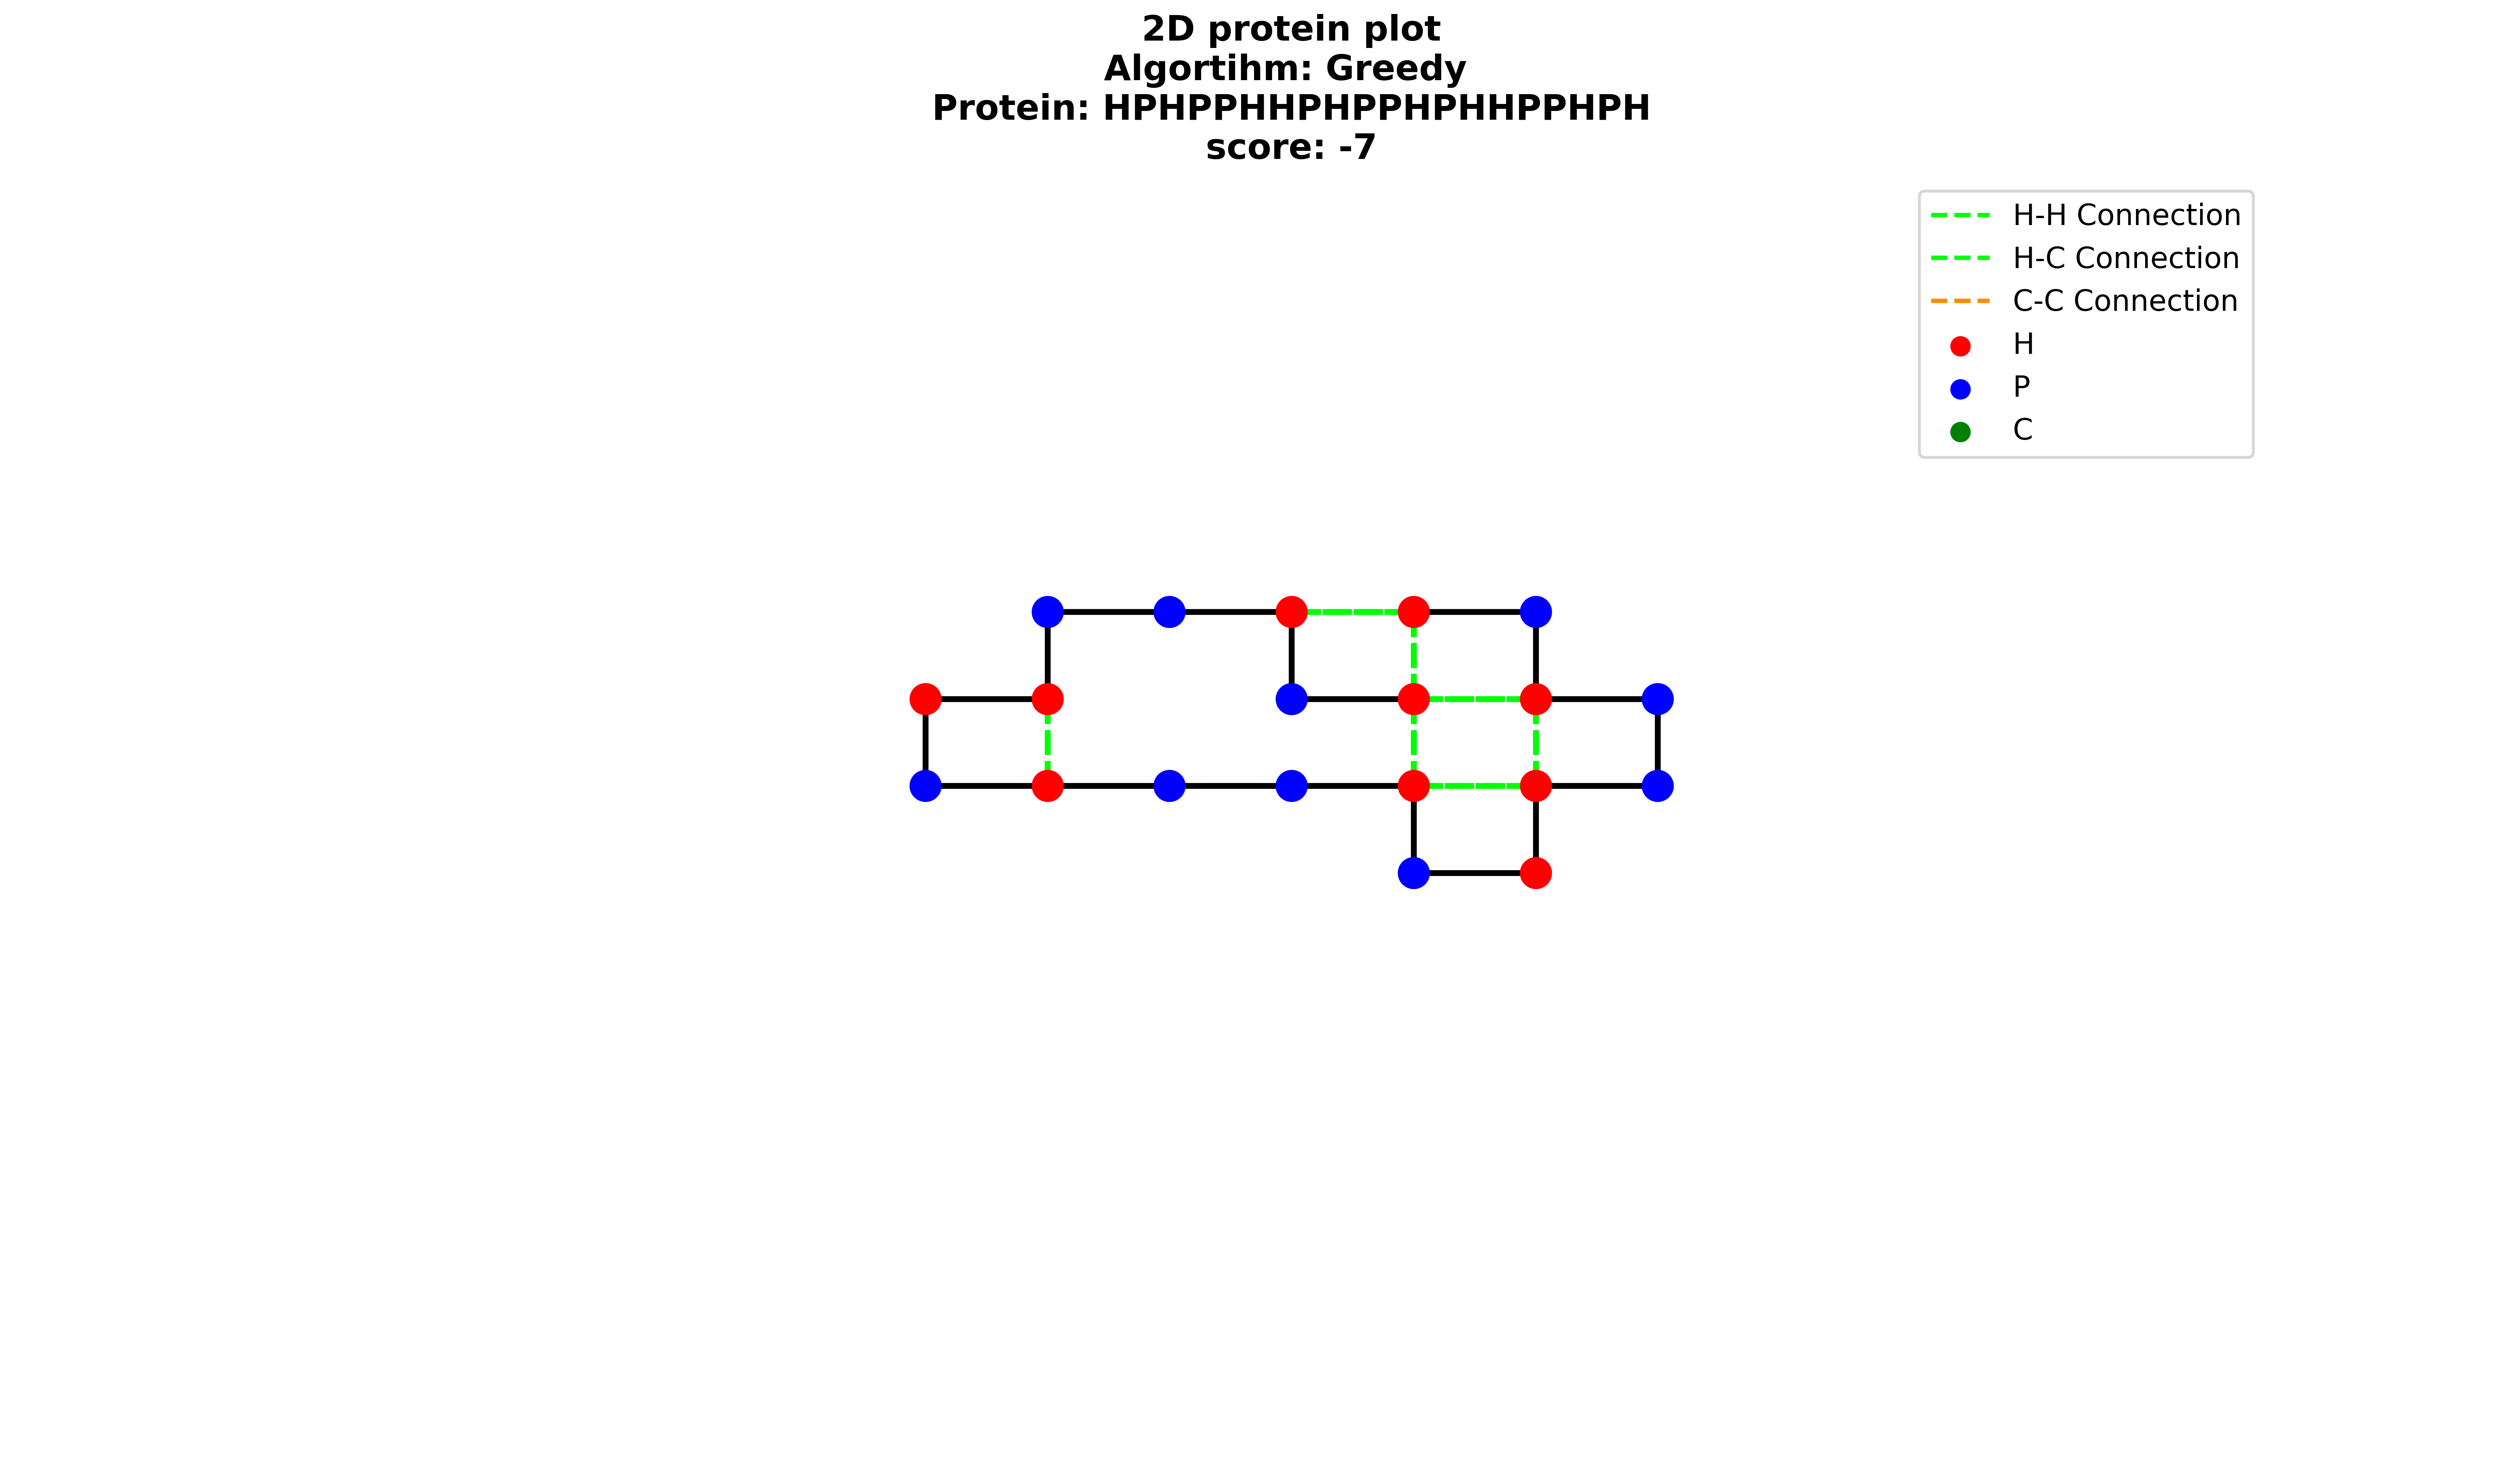 2D protein plot
Algortihm: Greedy
Protein: HPHPPHHPHPPHPHHPPHPH
score: -7
H-H Connection
H-C Connection
C-C Connection
H
P
C